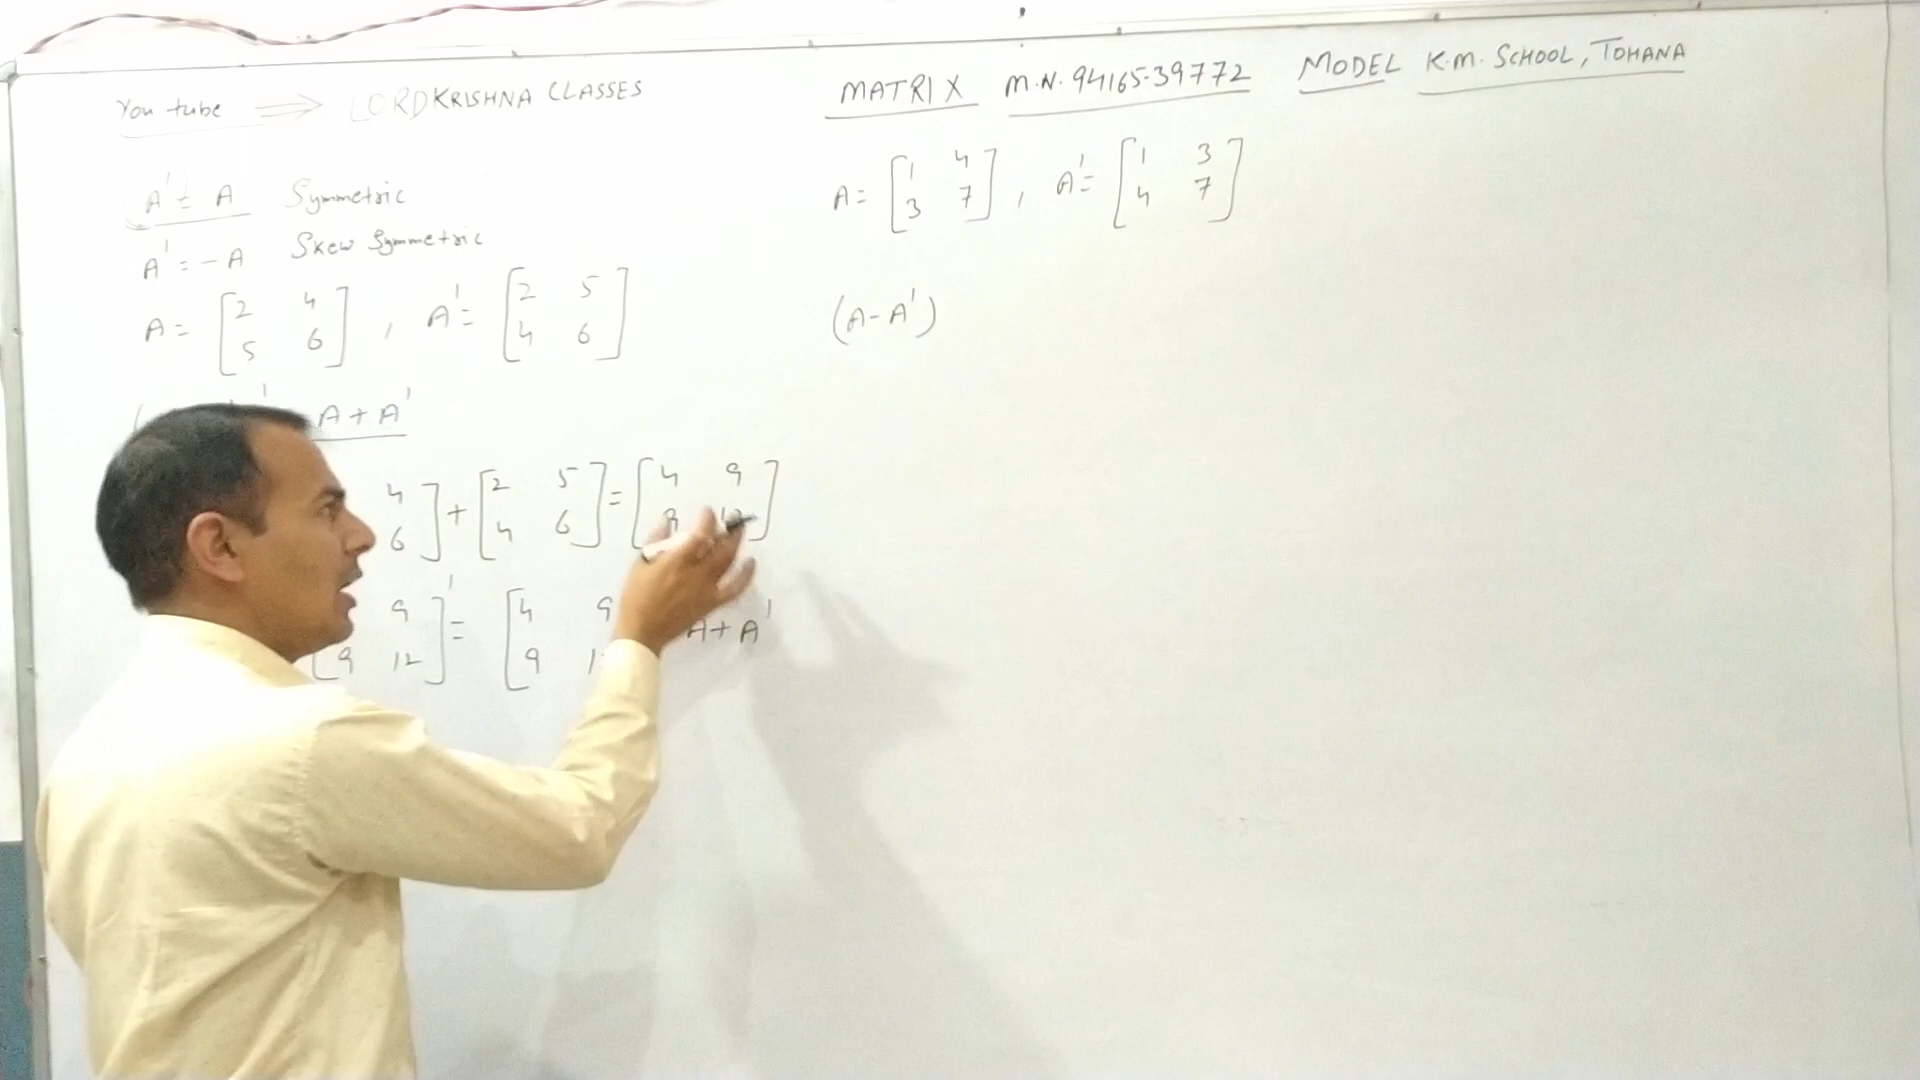 You tube ⟹ LORD KRISHNA CLASSES
MATRIX M.N. 94165-39772 MODEL K.M. SCHOOL, TOHANA
A' = A Symmetric
A' = -A Skew Symmetric
A = [2 4
5 6] , A' = [2 5
4 6]
A + A'
4
6] + [2 5
4 6] = [4 9
9 12]
9
9 12]' = [4 9
9 A + A'
A = [1 4
3 7] , A' = [1 3
4 7]
(A - A')